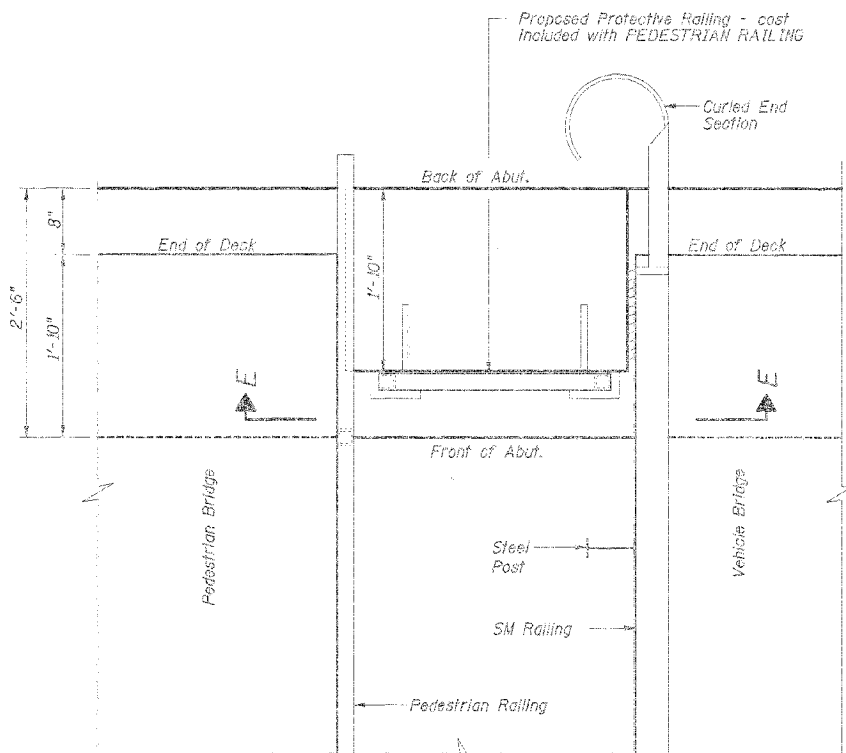 Proposed Protective Railing - cost
Included with PEDESTRIAN RAILING
Curled End
Section
Back of Abut.
8"
End of Deck
End of Deck
2'-6"
1'-10"
1'-10"
E
E
Front of Abut.
Pedestrian Bridge
Vehicle Bridge
Steel
Post
SM Railing
Pedestrian Railing